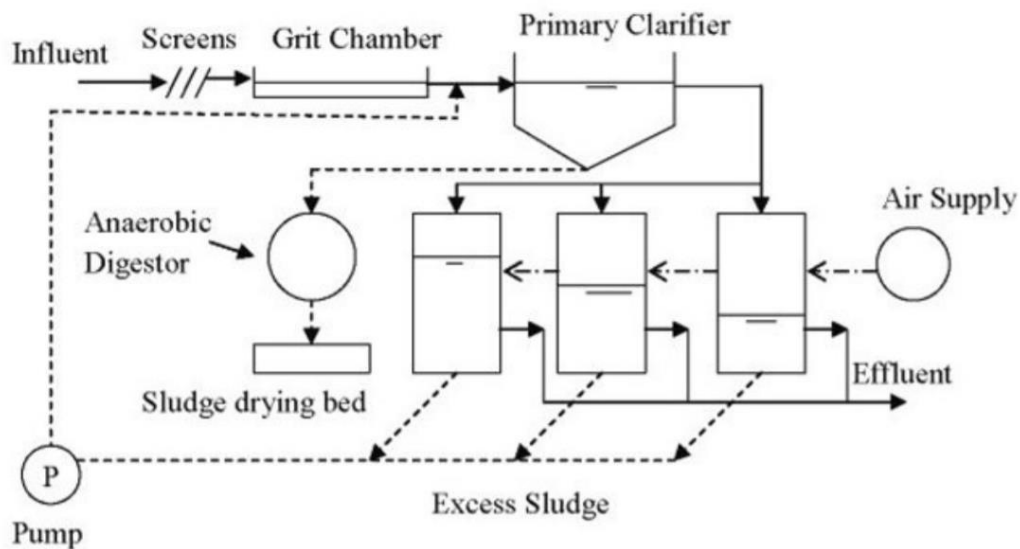 Influent
Screens
Grit Chamber
Primary Clarifier
Anaerobic
Digestor
Air Supply
Sludge drying bed
Effluent
P
Pump
Excess Sludge